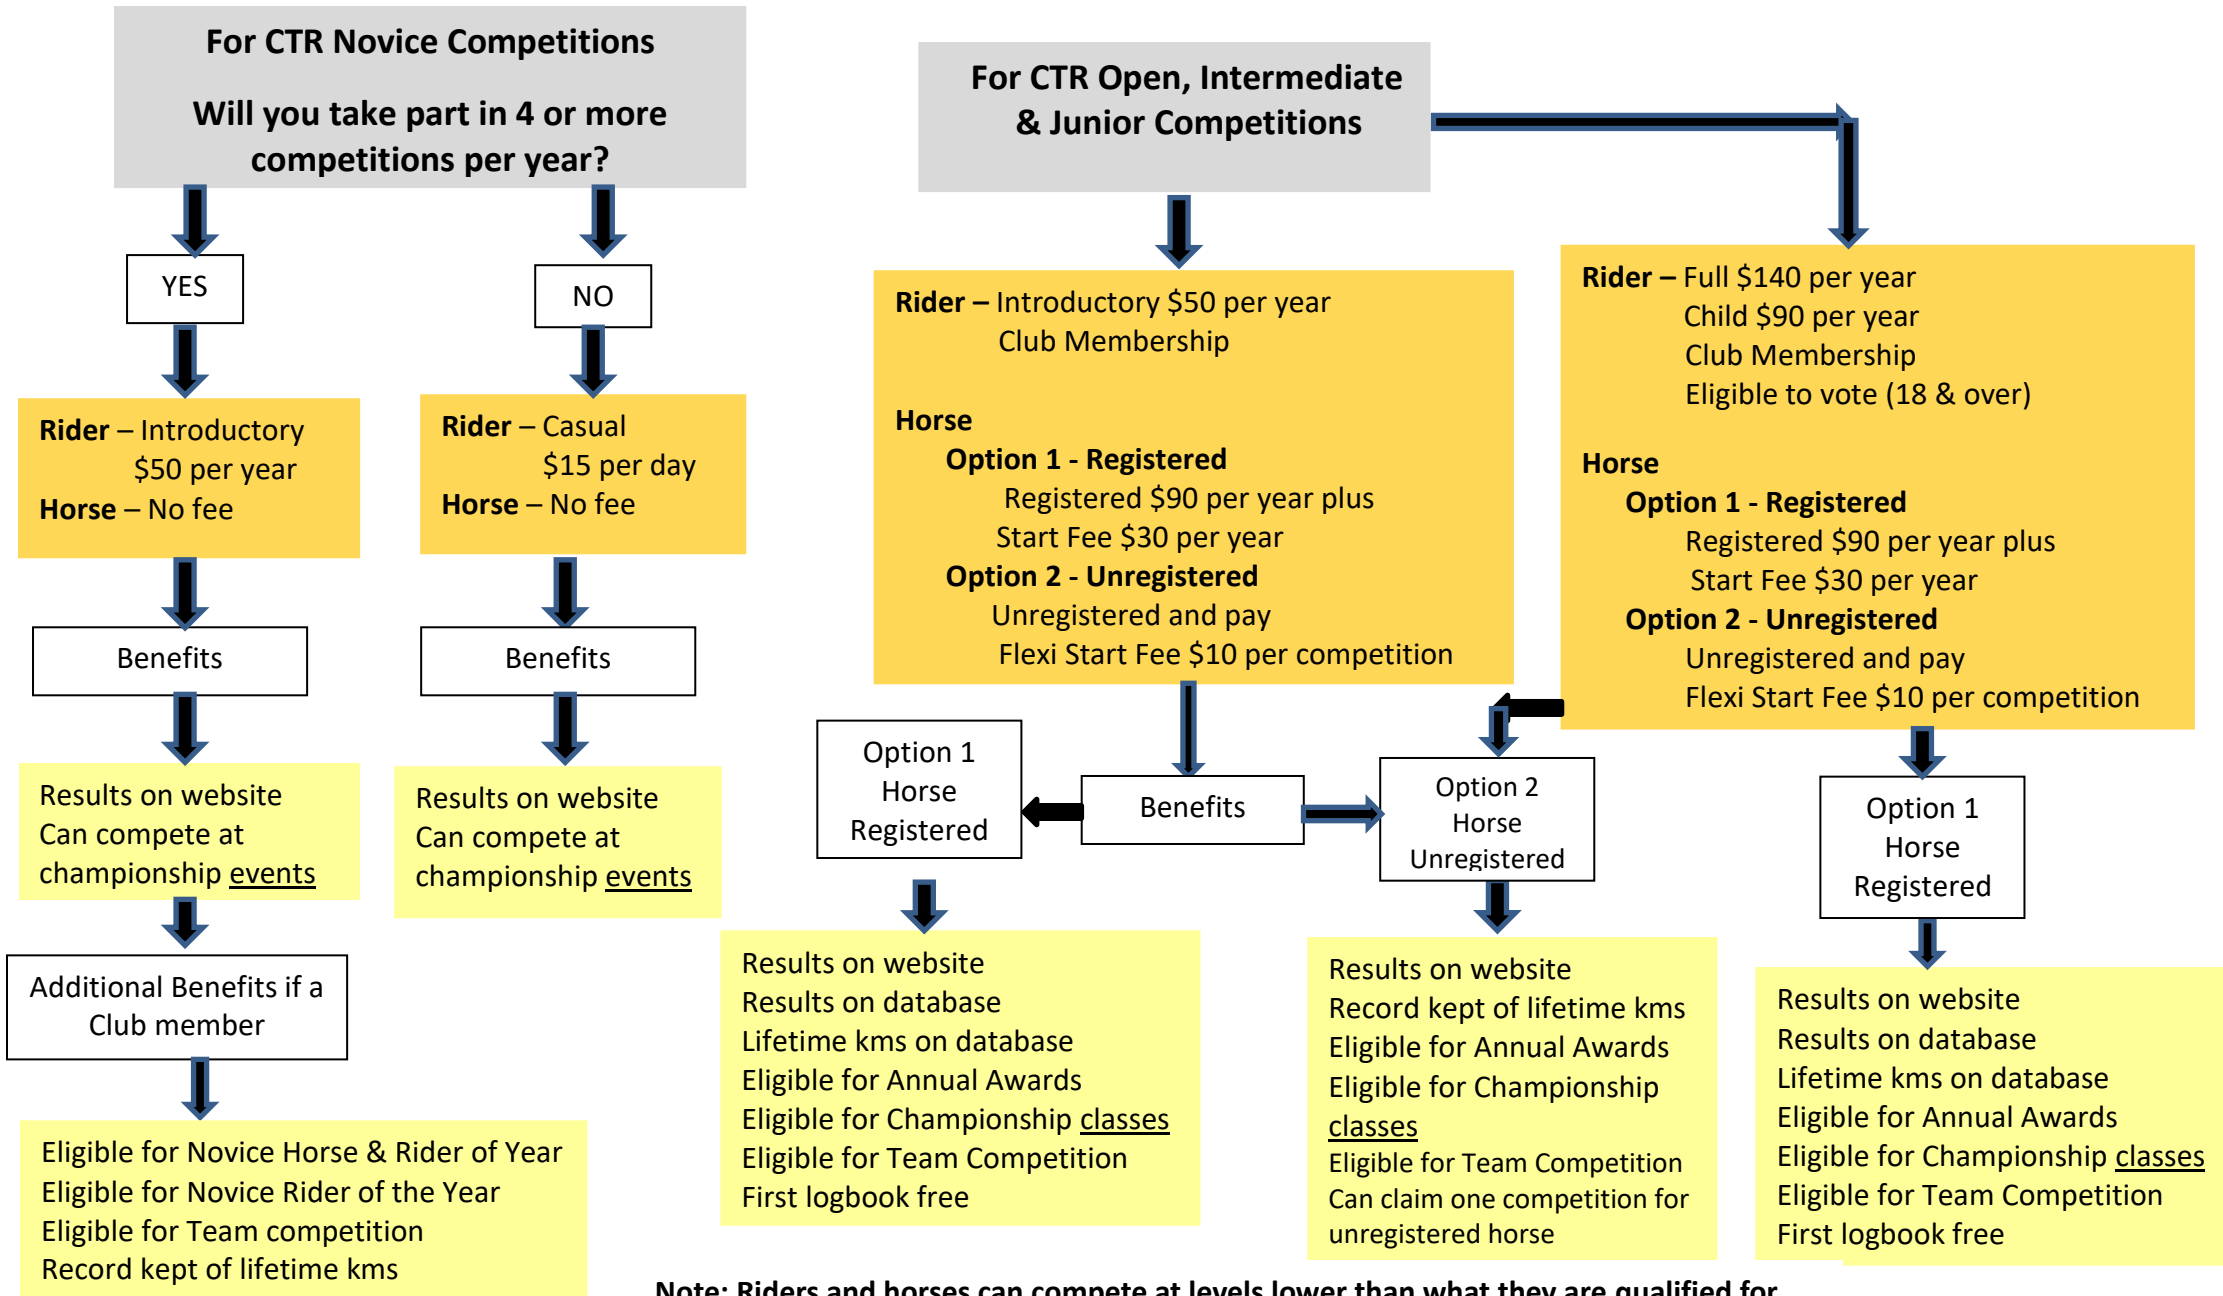 For CTR Novice Competitions
Will you take part in 4 or more
competitions per year?
YES
NO
Rider – Introductory
$50 per year
Horse – No fee
Rider – Casual
$15 per day
Horse – No fee
Benefits
Benefits
Results on website
Can compete at
championship events
Results on website
Can compete at
championship events
Additional Benefits if a
Club member
Eligible for Novice Horse & Rider of Year
Eligible for Novice Rider of the Year
Eligible for Team competition
Record kept of lifetime kms
For CTR Open, Intermediate
& Junior Competitions
Rider – Introductory $50 per year
Club Membership
Horse
Option 1 - Registered
Registered $90 per year plus
Start Fee $30 per year
Option 2 - Unregistered
Unregistered and pay
Flexi Start Fee $10 per competition
Rider – Full $140 per year
Child $90 per year
Club Membership
Eligible to vote (18 & over)
Horse
Option 1 - Registered
Registered $90 per year plus
Start Fee $30 per year
Option 2 - Unregistered
Unregistered and pay
Flexi Start Fee $10 per competition
Option 1
Horse
Registered
Benefits
Option 2
Horse
Unregistered
Option 1
Horse
Registered
Results on website
Results on database
Lifetime kms on database
Eligible for Annual Awards
Eligible for Championship classes
Eligible for Team Competition
First logbook free
Results on website
Record kept of lifetime kms
Eligible for Annual Awards
Eligible for Championship
classes
Eligible for Team Competition
Can claim one competition for
unregistered horse
Results on website
Results on database
Lifetime kms on database
Eligible for Annual Awards
Eligible for Championship classes
Eligible for Team Competition
First logbook free
Note: Riders and horses can compete at levels lower than what they are qualified for